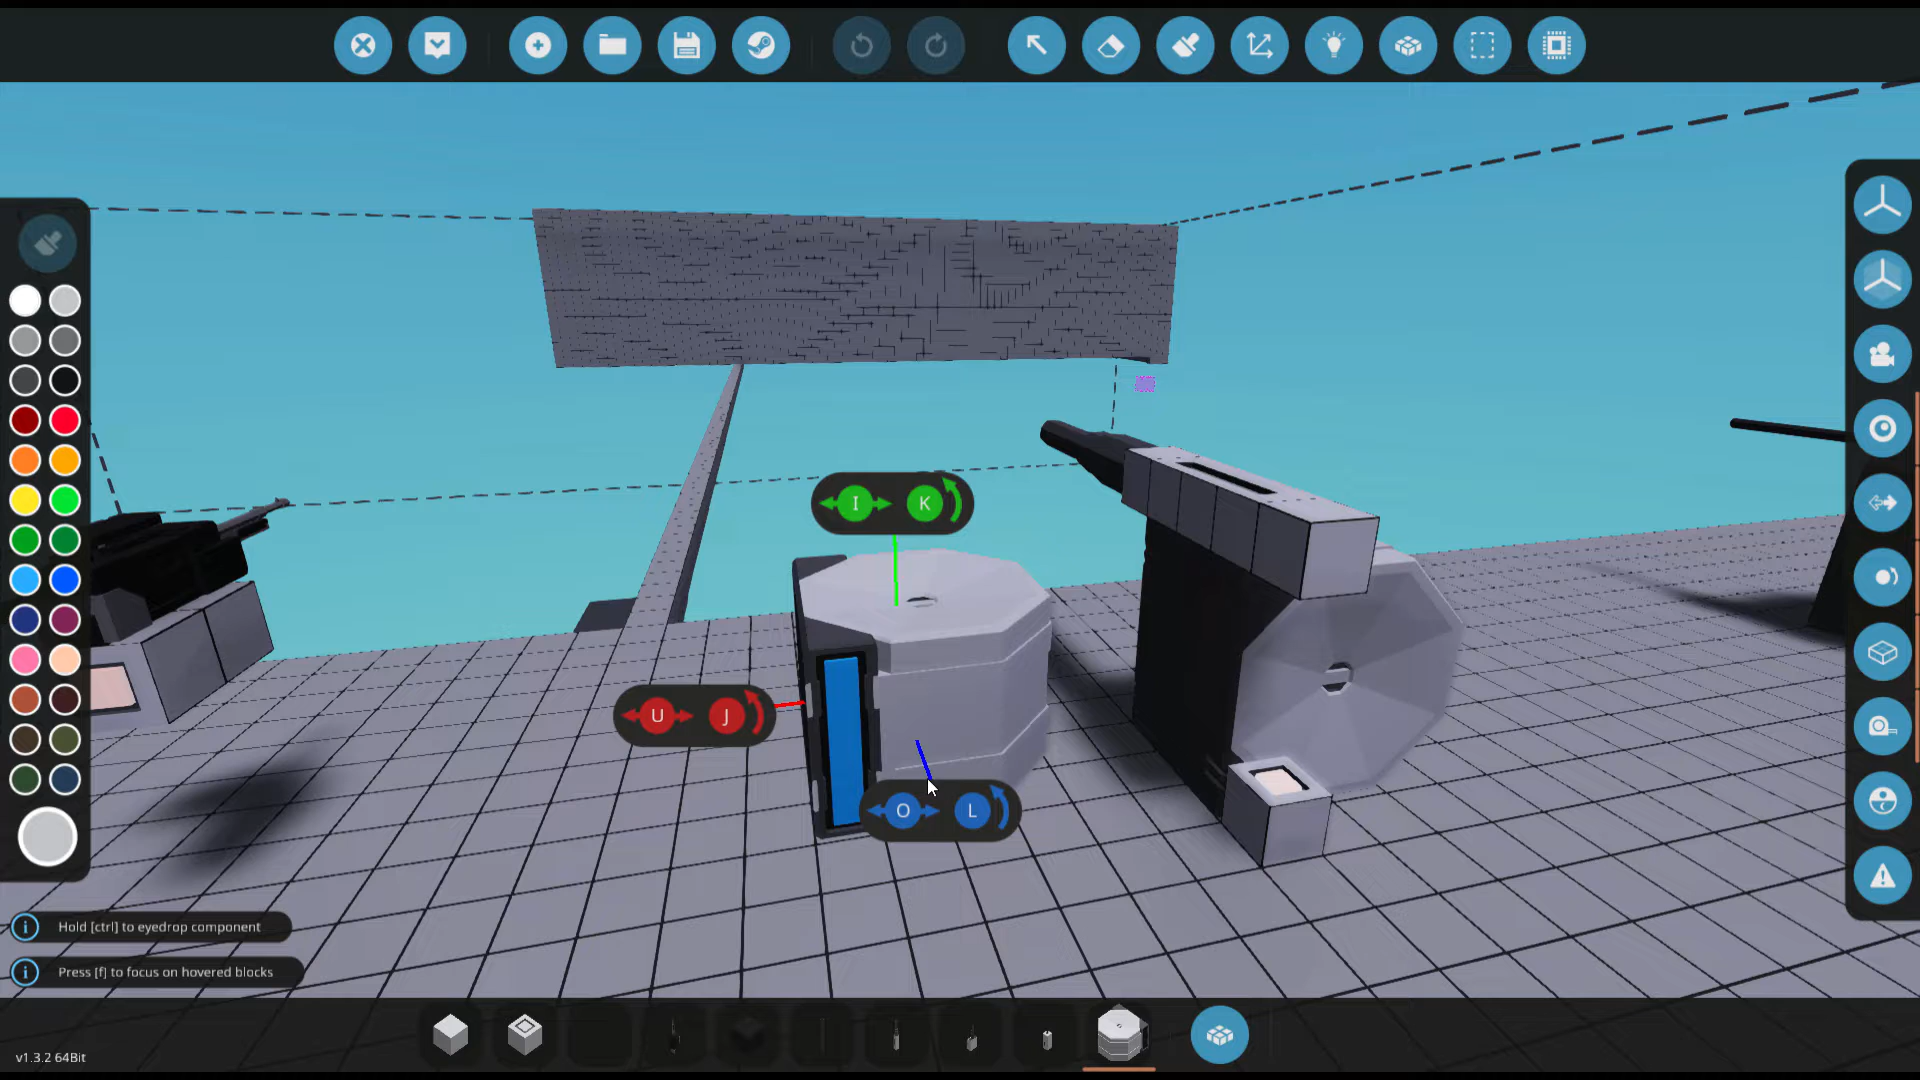 I K
U J
O L
Hold [ctrl] to eyedrop component
Press [f] to focus on hovered blocks
v1.3.2 64Bit